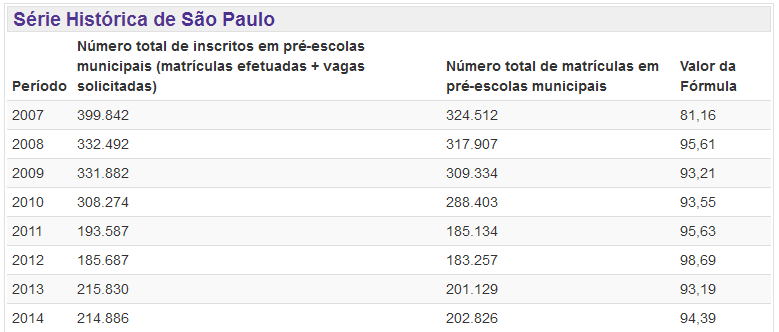 Série Histórica de São Paulo
Número total de inscritos em pré-escolas
municipais (matrículas efetuadas + vagas Número total de matrículas em Valor da
Período solicitadas) pré-escolas municipais Fórmula
2007 399.842 324.512 81,16
2008 332.492 317.907 95,61
2009 331.882 309.334 93,21
2010 308.274 288.403 93,55
2011 193.587 185.134 95,63
2012 185.687 183.257 98,69
2013 215.830 201.129 93,19
2014 214.886 202.826 94,39